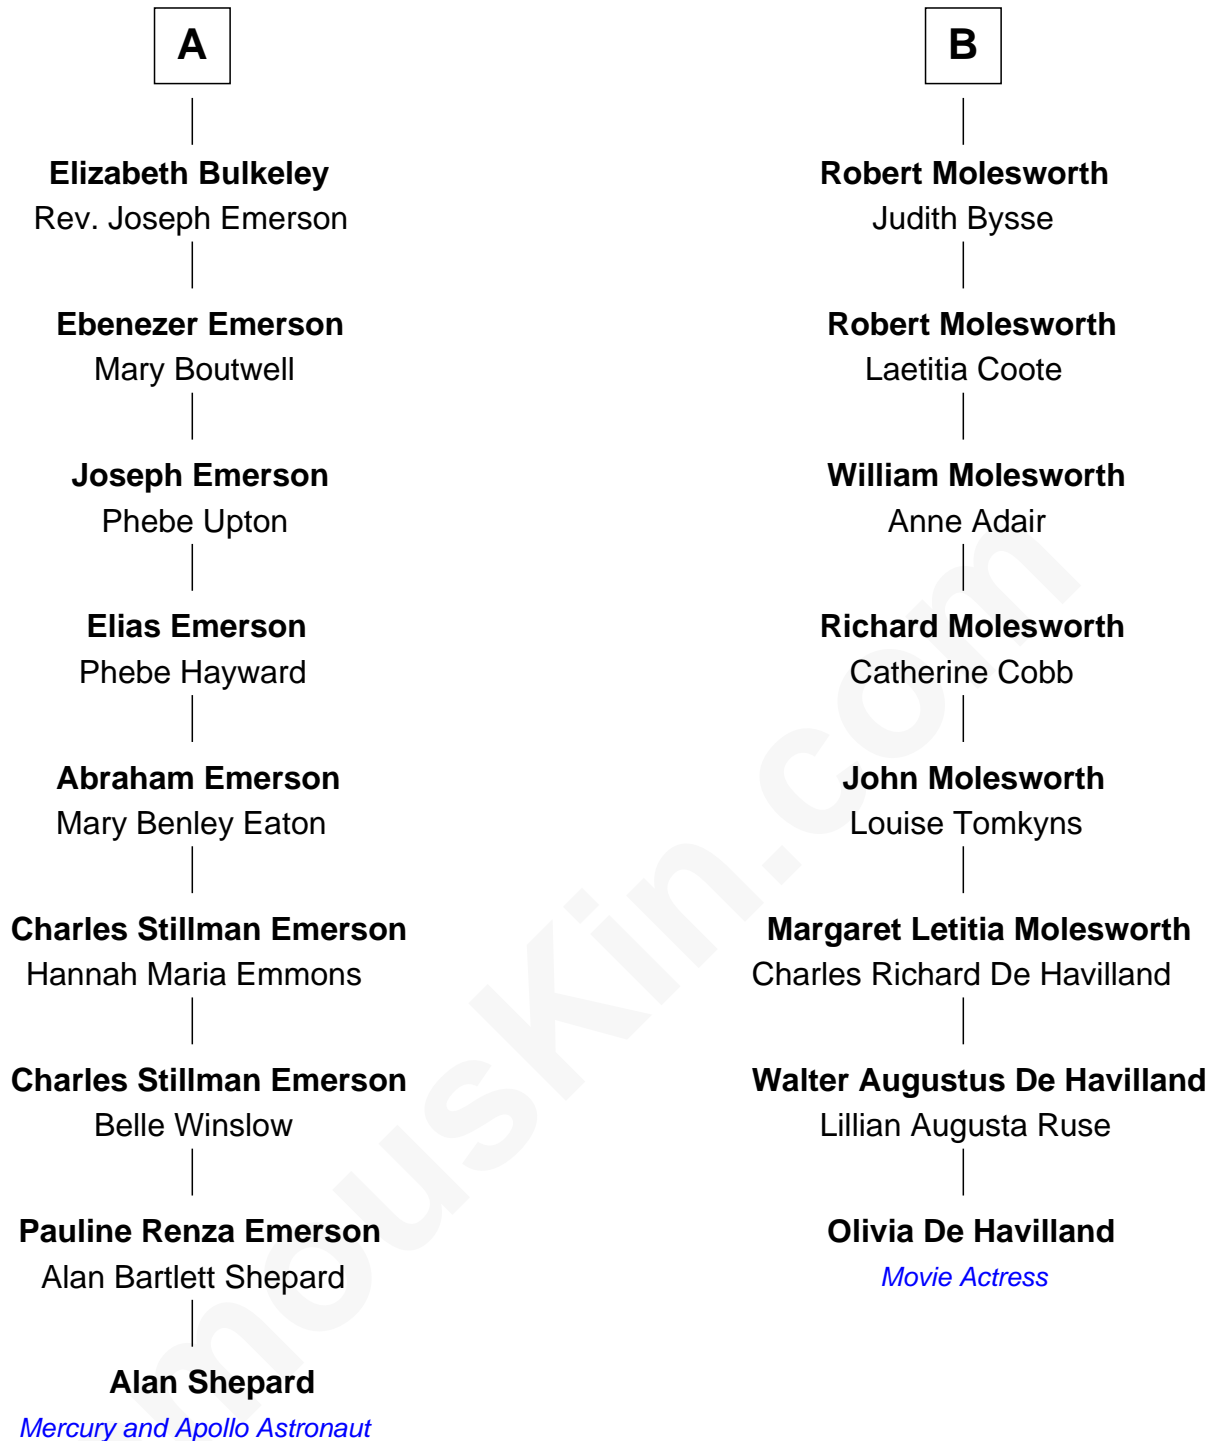 A
Elizabeth Bulkeley
Rev. Joseph Emerson
Ebenezer Emerson
Mary Boutwell
Joseph Emerson
Phebe Upton
Elias Emerson
Phebe Hayward
Abraham Emerson
Mary Benley Eaton
Charles Stillman Emerson
Hannah Maria Emmons
Charles Stillman Emerson
Belle Winslow
Pauline Renza Emerson
Alan Bartlett Shepard
Alan Shepard
Mercury and Apollo Astronaut
B
Robert Molesworth
Judith Bysse
Robert Molesworth
Laetitia Coote
William Molesworth
Anne Adair
Richard Molesworth
Catherine Cobb
John Molesworth
Louise Tomkyns
Margaret Letitia Molesworth
Charles Richard De Havilland
Walter Augustus De Havilland
Lillian Augusta Ruse
Olivia De Havilland
Movie Actress
mouskin.com